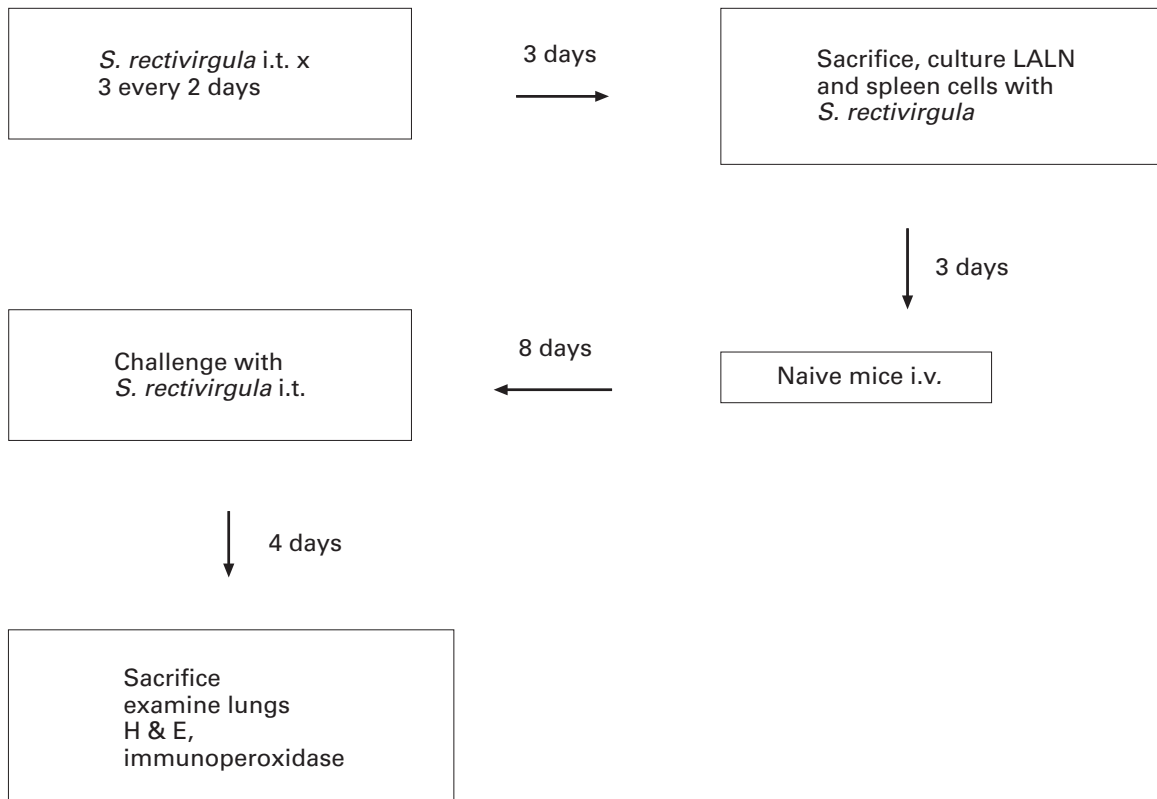 S. rectivirgula i.t. x
3 every 2 days
3 days
Sacrifice, culture LALN
and spleen cells with
S. rectivirgula
3 days
Naive mice i.v.
8 days
Challenge with
S. rectivirgula i.t.
4 days
Sacrifice
examine lungs
H & E,
immunoperoxidase